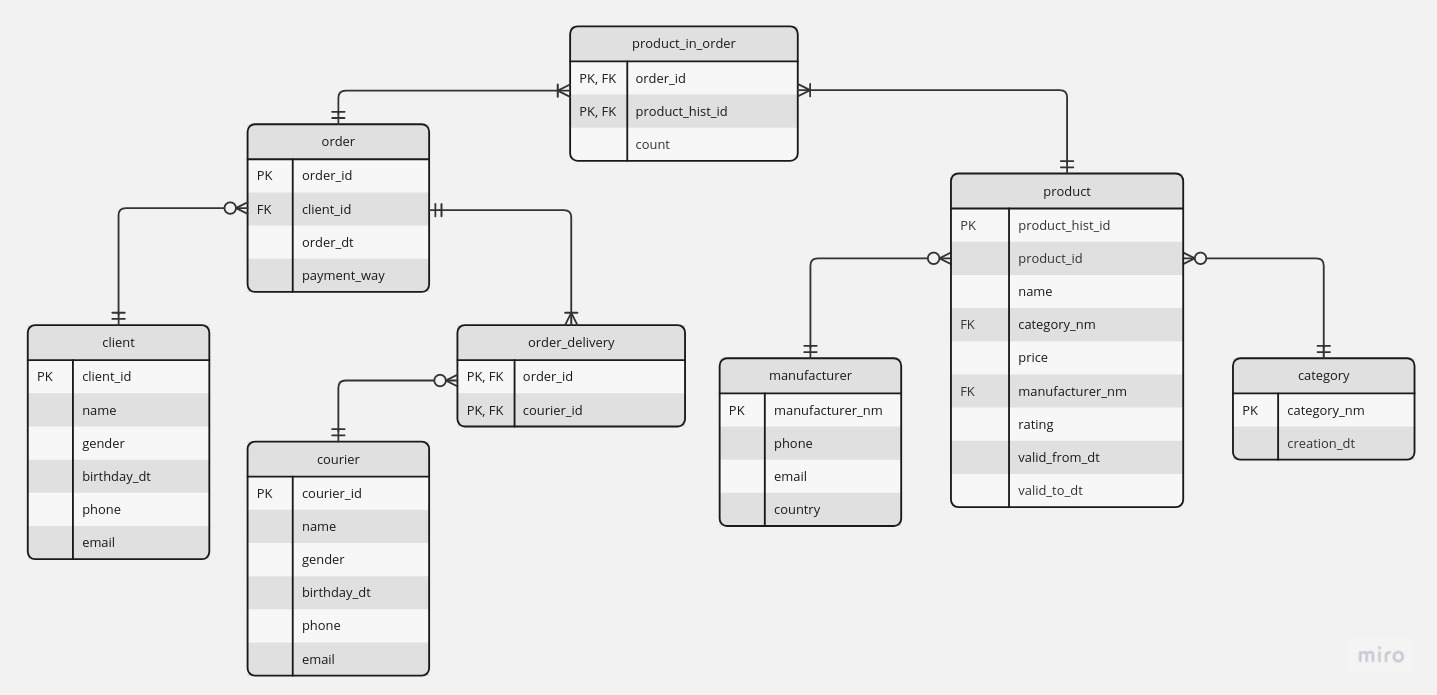 product_in_order
PK, FK order_id
PK, FK product_hist_id
count
order
PK order_id
FK client_id
order_dt
payment_way
product
PK product_hist_id
product_id
name
FK category_nm
price
FK manufacturer_nm
rating
valid_from_dt
valid_to_dt
client
PK client_id
name
gender
birthday_dt
phone
email
order_delivery
PK, FK order_id
PK, FK courier_id
manufacturer
PK manufacturer_nm
phone
email
country
category
PK category_nm
creation_dt
courier
PK courier_id
name
gender
birthday_dt
phone
email
miro